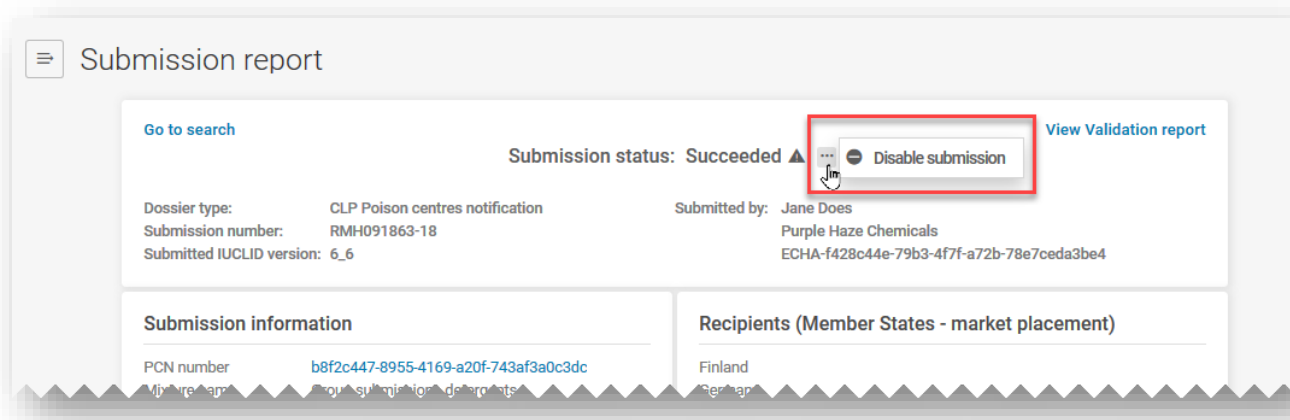 Submission report
Go to search
View Validation report
Submission status: Succeeded
Disable submission
Dossier type: CLP Poison centres notification
Submission number: RMH091863-18
Submitted IUCLID version: 6_6
Submitted by: Jane Does
Purple Haze Chemicals
ECHA-f428c44e-79b3-4f7f-a72b-78e7ceda3be4
Submission information
PCN number b8f2c447-8955-4169-a20f-743af3a0c3dc
Recipients (Member States - market placement)
Finland